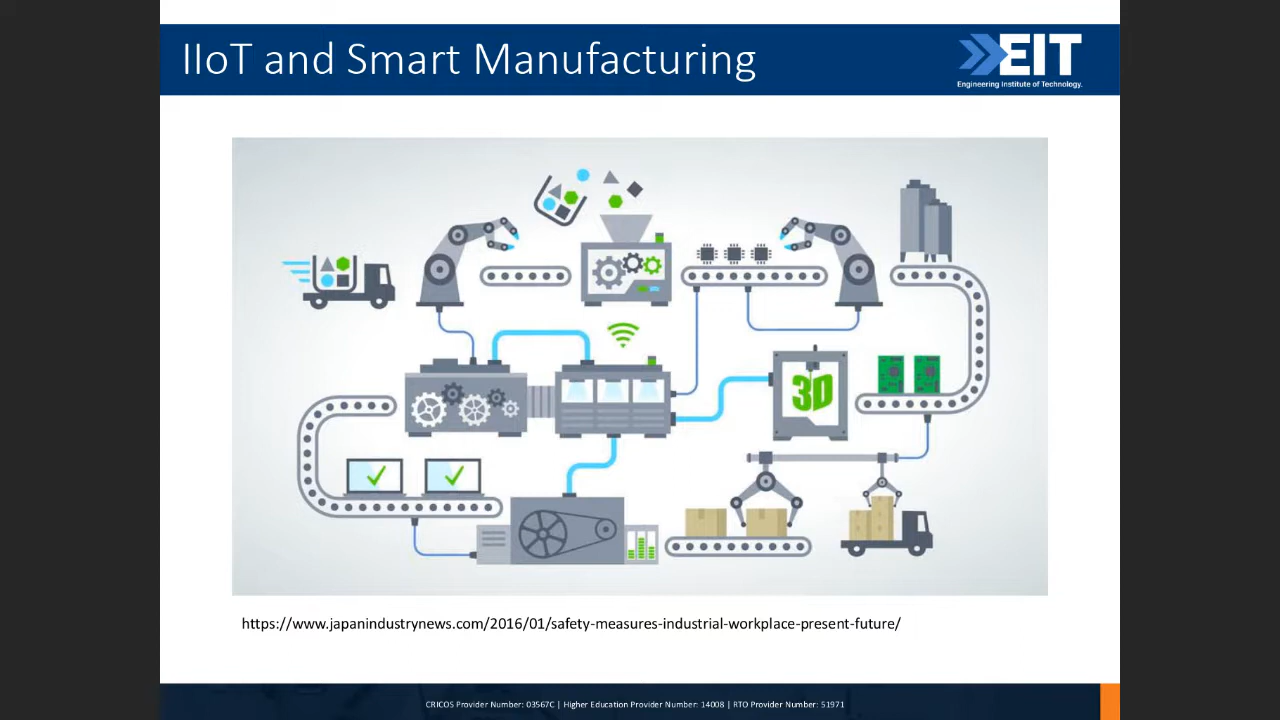 IIoT and Smart Manufacturing
EIT
Engineering Institute of Technology.
3D
https://www.japanindustrynews.com/2016/01/safety-measures-industrial-workplace-present-future/
CRICOS Provider Number: 03567C | Higher Education Provider Number: 14008 | RTO Provider Number: 51971